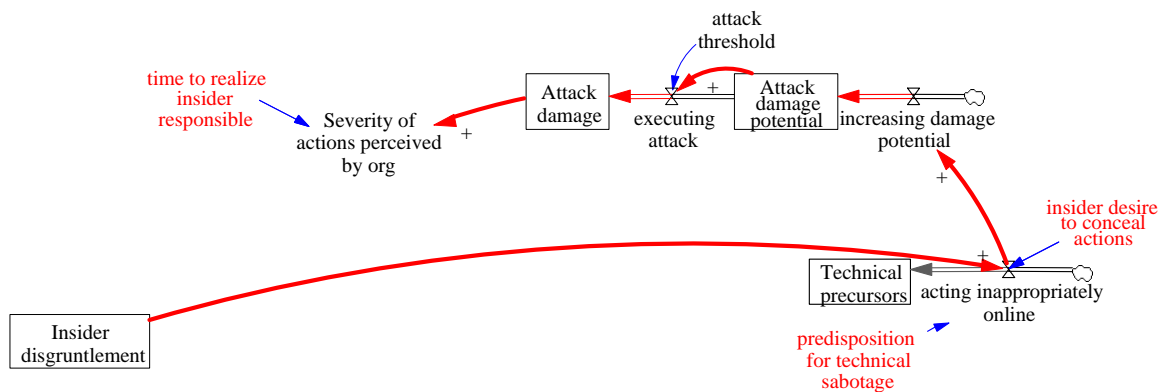 attack
threshold
time to realize
insider
responsible
Attack
damage
+
Attack
damage
potential
Severity of
actions perceived
by org
+
executing
attack
increasing damage
potential
+
insider desire
to conceal
actions
+
Technical
precursors
acting inappropriately
online
Insider
disgruntlement
predisposition
for technical
sabotage